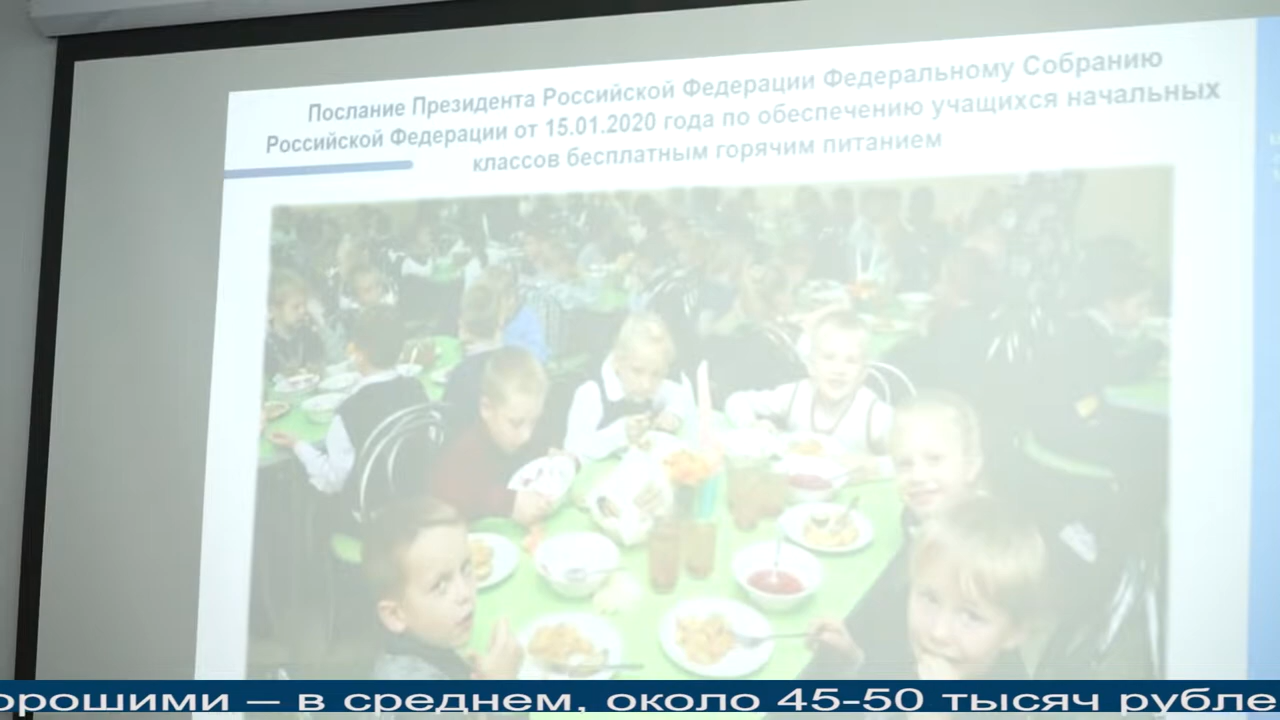 Послание Президента Российской Федерации Федеральному Собранию
Российской Федерации от 15.01.2020 года по обеспечению учащихся начальных
классов бесплатным горячим питанием
орошими — в среднем, около 45-50 тысяч рубле